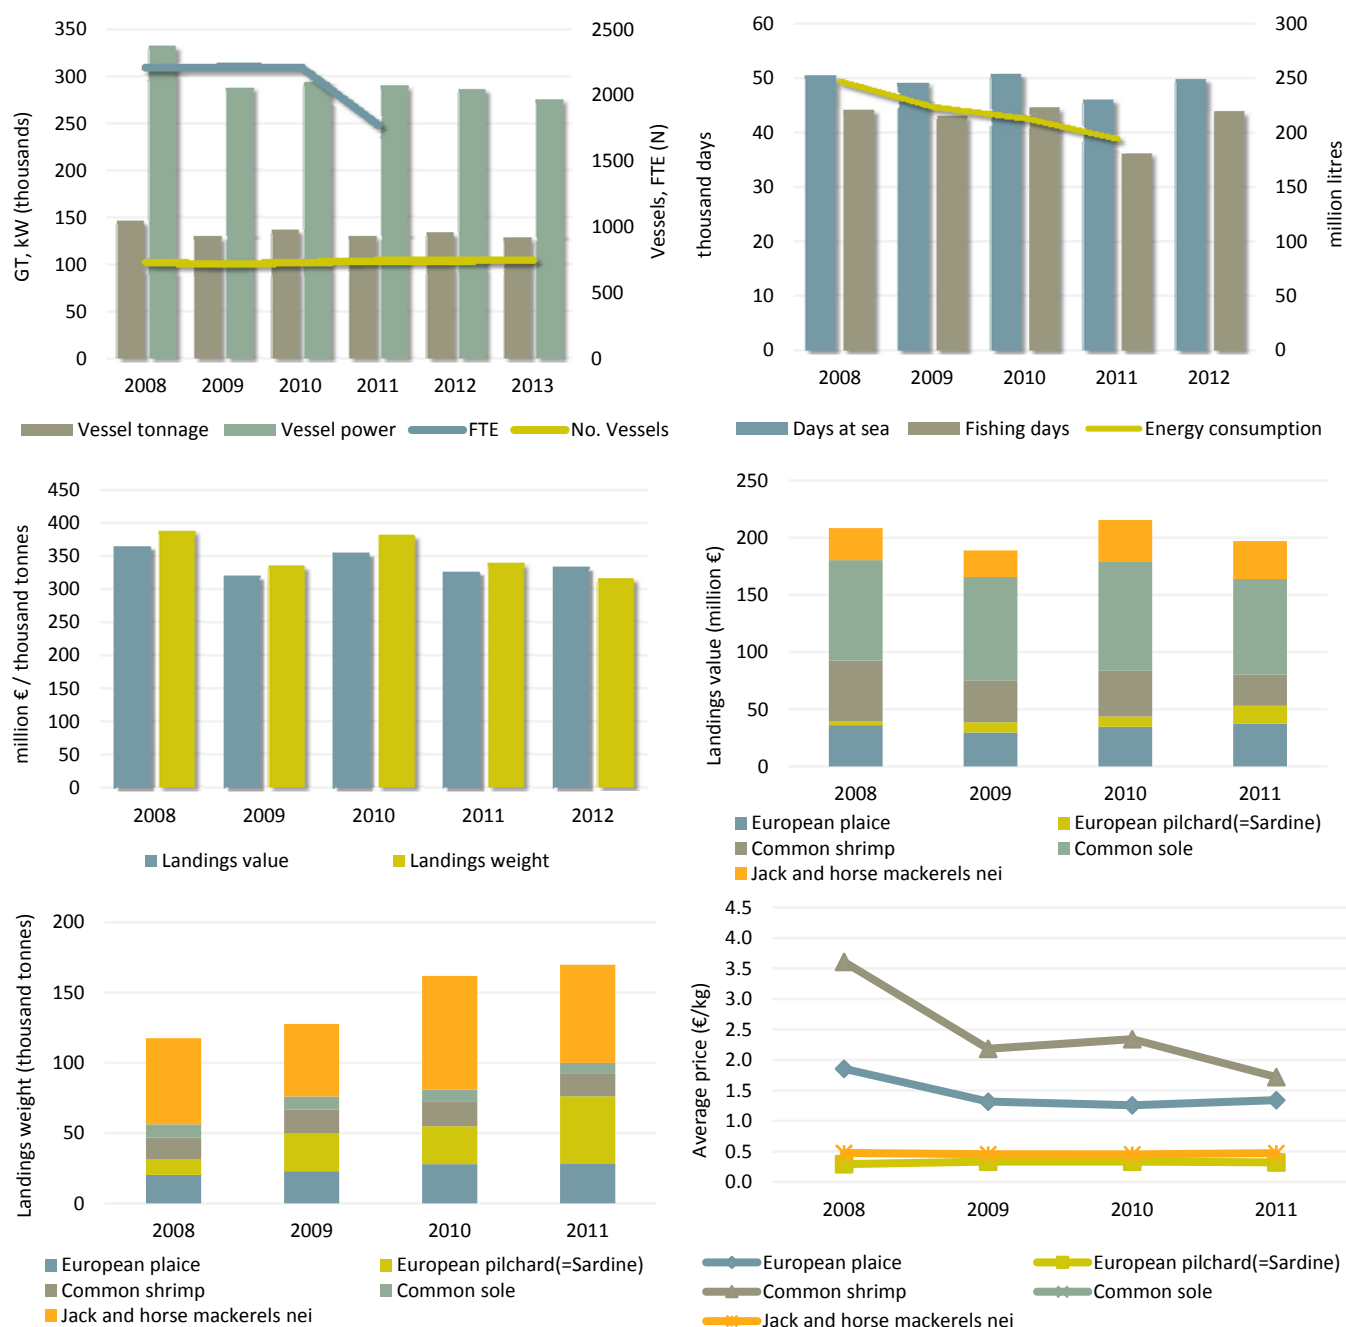 GT, kW (thousands)
350
300
250
200
150
100
50
0
2500
2000
1500
1000
500
0
Vessels, FTE (N)
2008 2009 2010 2011 2012 2013
Vessel tonnage Vessel power FTE No. Vessels
thousand days
60
50
40
30
20
10
0
300
250
200
150
100
50
0
million litres
2008 2009 2010 2011 2012
Days at sea Fishing days Energy consumption
million € / thousand tonnes
450
400
350
300
250
200
150
100
50
0
2008 2009 2010 2011 2012
Landings value Landings weight
Landings value (million €)
250
200
150
100
50
0
2008 2009 2010 2011
European plaice European pilchard(=Sardine)
Common shrimp Common sole
Jack and horse mackerels nei
Landings weight (thousand tonnes)
200
150
100
50
0
2008 2009 2010 2011
European plaice European pilchard(=Sardine)
Common shrimp Common sole
Jack and horse mackerels nei
Average price (€/kg)
4.5
4.0
3.5
3.0
2.5
2.0
1.5
1.0
0.5
0.0
2008 2009 2010 2011
European plaice European pilchard(=Sardine)
Common shrimp Common sole
Jack and horse mackerels nei